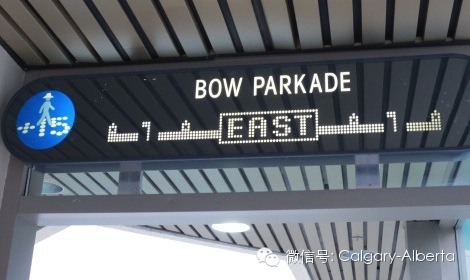 BOW PARKADE
+15
EAST
微信号: Calgary-Alberta